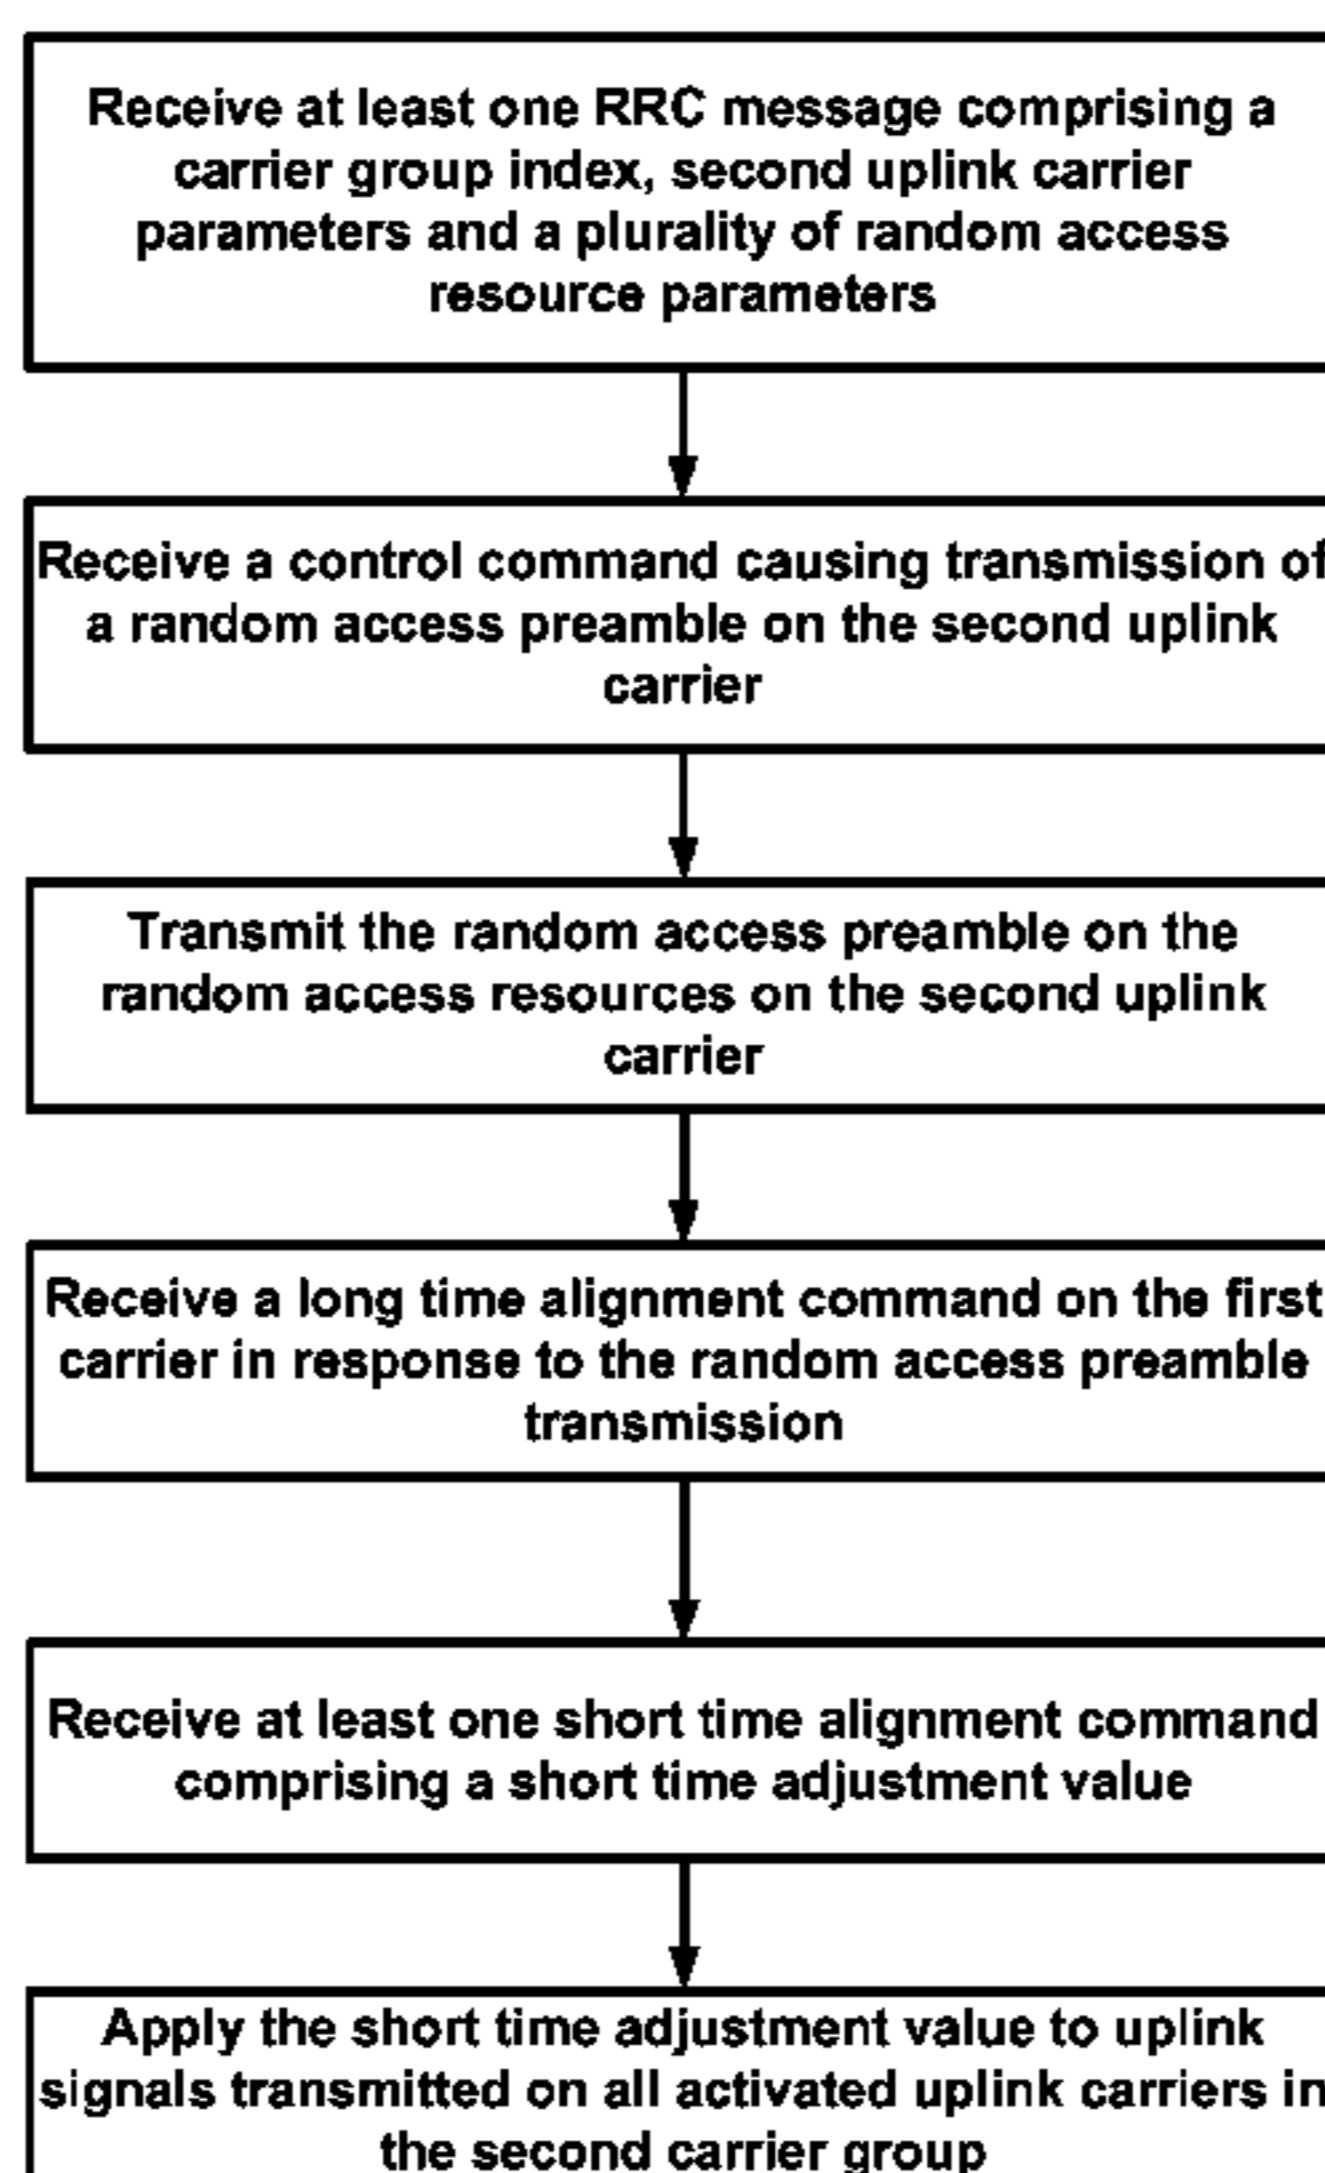 Receive at least one RRC message comprising a
carrier group index, second uplink carrier
parameters and a plurality of random access
resource parameters
Receive a control command causing transmission of
a random access preamble on the second uplink
carrier
Transmit the random access preamble on the
random access resources on the second uplink
carrier
Receive a long time alignment command on the first
carrier in response to the random access preamble
transmission
Receive at least one short time alignment command
comprising a short time adjustment value
Apply the short time adjustment value to uplink
signals transmitted on all activated uplink carriers in
the second carrier group